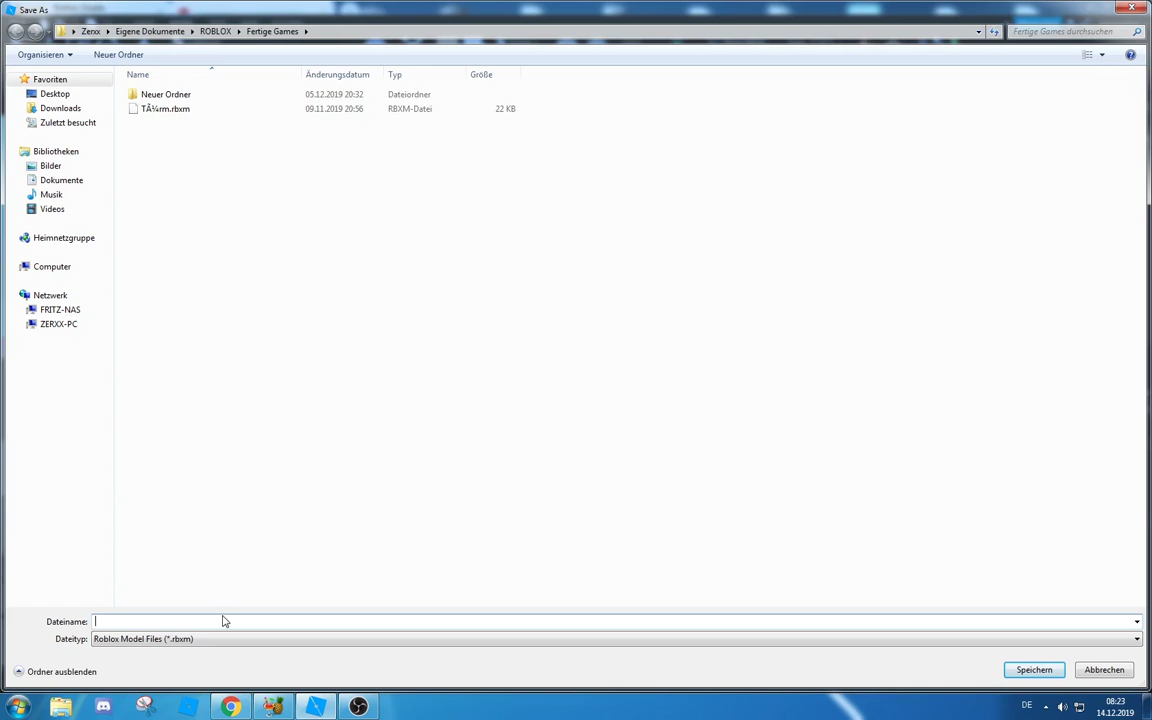 Save As
Zerxx Eigene Dokumente ROBLOX Fertige Games
Fertige Games durchsuchen
Organisieren Neuer Ordner
Name Änderungsdatum Typ Größe
Favoriten
Desktop
Downloads
Zuletzt besucht
Bibliotheken
Bilder
Dokumente
Musik
Videos
Heimnetzgruppe
Computer
Netzwerk
FRITZ-NAS
ZERXX-PC
Neuer Ordner 05.12.2019 20:32 Dateiordner
TÃ¼rm.rbxm 09.11.2019 20:56 RBXM-Datei 22 KB
Dateiname:
Dateityp: Roblox Model Files (*.rbxm)
Ordner ausblenden
Speichern Abbrechen
DE
08:23
14.12.2019